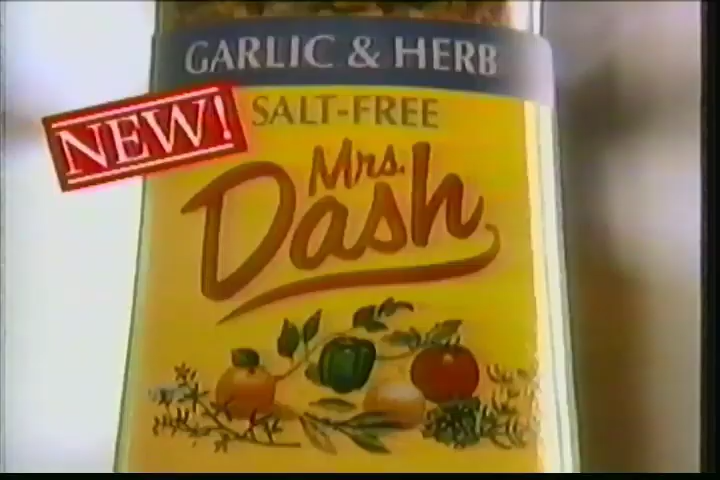 GARLIC & HERB
NEW!
SALT-FREE
Mrs.
Dash